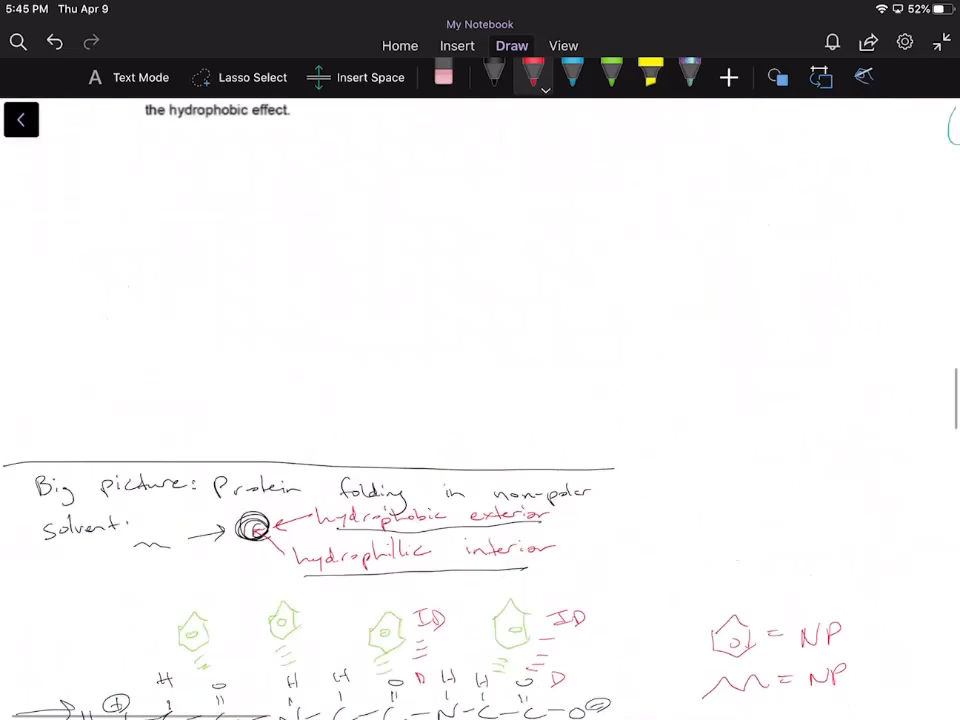 5:45 PM Thu Apr 9
52%
My Notebook
Home Insert Draw View
Text Mode Lasso Select Insert Space
the hydrophobic effect.
Big picture: Protein folding in non-polar
solvent:
hydrophobic exterior
hydrophillic interior
ID ID
= NP
H O H H O D H H O D
= NP
C N C C N C C O